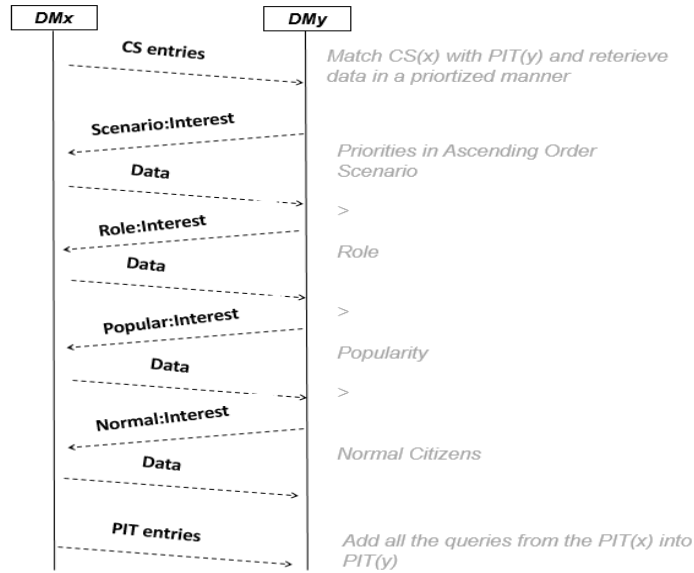 DMx
DMy
CS entries
Match CS(x) with PIT(y) and reterieve
data in a priortized manner
Scenario:Interest
Priorities in Ascending Order
Scenario
Data
>
Role:Interest
Role
Data
>
Popular:Interest
Popularity
Data
>
Normal:Interest
Normal Citizens
Data
PIT entries
Add all the queries from the PIT(x) into
PIT(y)